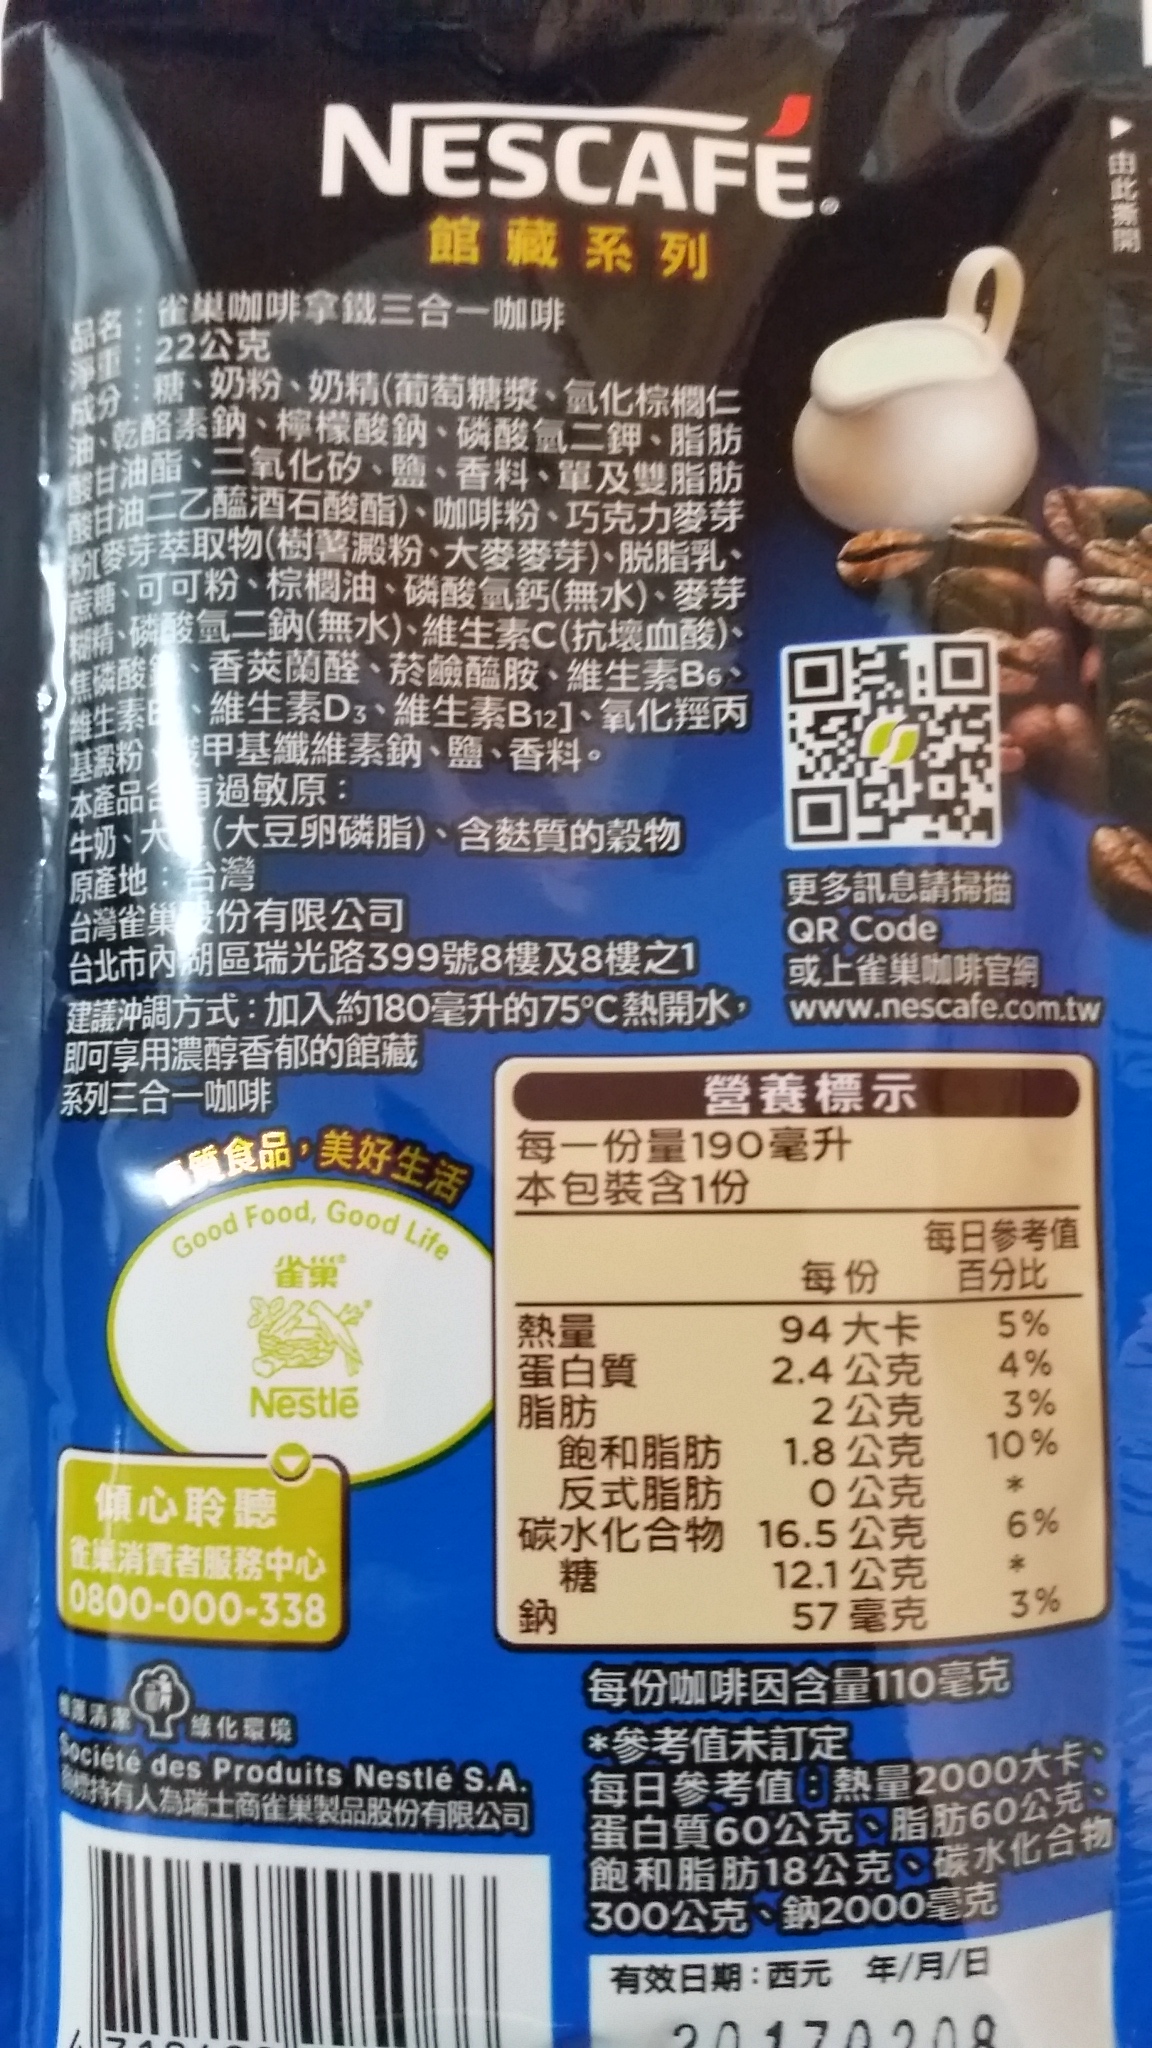 NESCAFÉ®
館藏系列
▶由此撕開
品名：雀巢咖啡拿鐵三合一咖啡
淨重：22公克
成分：糖、奶粉、奶精(葡萄糖漿、氫化棕櫚仁
油、乾酪素鈉、檸檬酸鈉、磷酸氫二鉀、脂肪
酸甘油酯、二氧化矽、鹽、香料、單及雙脂肪
酸甘油二乙醯酒石酸酯)、咖啡粉、巧克力麥芽
粉[麥芽萃取物(樹薯澱粉、大麥麥芽)、脫脂乳、
蔗糖、可可粉、棕櫚油、磷酸氫鈣(無水)、麥芽
糊精、磷酸氫二鈉(無水)、維生素C(抗壞血酸)、
焦磷酸、香莢蘭醛、菸鹼醯胺、維生素B6、
維生素、維生素D3、維生素B12]、氧化羥丙
基澱粉、甲基纖維素鈉、鹽、香料。
本產品含有過敏原：
牛奶、大(大豆卵磷脂)、含麩質的穀物
原產地：台灣
台灣雀巢股份有限公司
台北市內湖區瑞光路399號8樓及8樓之1
建議沖調方式：加入約180毫升的75°C熱開水，
即可享用濃醇香郁的館藏
系列三合一咖啡
更多訊息請掃描
QR Code
或上雀巢咖啡官網
www.nescafe.com.tw
質食品，美好生活
Good Food, Good Life
雀巢®
Nestlé
傾心聆聽
雀巢消費者服務中心
0800-000-338
營養標示
每一份量190毫升
本包裝含1份
每日參考值
每份 百分比
熱量 94大卡 5%
蛋白質 2.4公克 4%
脂肪 2公克 3%
飽和脂肪 1.8公克 10%
反式脂肪 0公克 *
碳水化合物 16.5公克 6%
糖 12.1公克 *
鈉 57毫克 3%
每份咖啡因含量110毫克
*參考值未訂定
每日參考值：熱量2000大卡、
蛋白質60公克、脂肪60公克、
飽和脂肪18公克、碳水化合物
300公克、鈉2000毫克
清潔 綠化環境
Société des Produits Nestlé S.A.
商標持有人為瑞士商雀巢製品股份有限公司
有效日期：西元 年/月/日
20170208